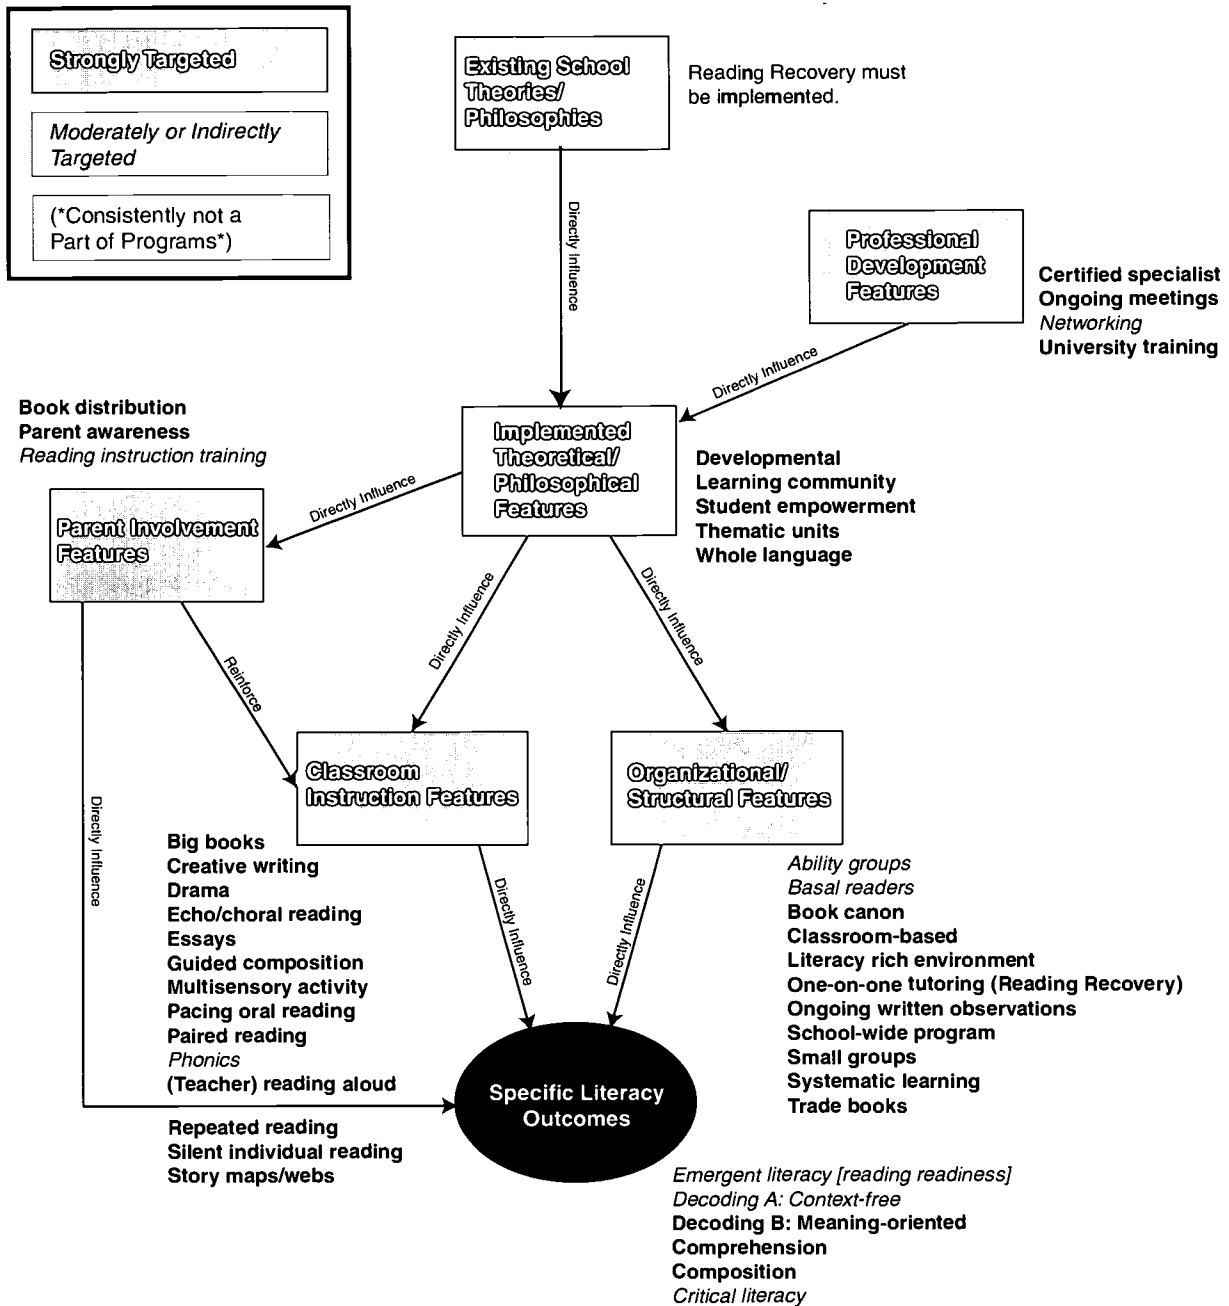 Strongly Targeted
Moderately or Indirectly
Targeted
(*Consistently not a
Part of Programs*)
Existing School
Theories/
Philosophies
Reading Recovery must
be implemented.
Directly Influence
Professional
Development
Features
Certified specialist
Ongoing meetings
Networking
University training
Directly Influence
Book distribution
Parent awareness
Reading instruction training
Implemented
Theoretical/
Philosophical
Features
Developmental
Learning community
Student empowerment
Thematic units
Whole language
Directly Influence
Parent Involvement
Features
Directly Influence
Directly Influence
Reinforce
Directly Influence
Classroom
Instruction Features
Organizational/
Structural Features
Big books
Creative writing
Drama
Echo/choral reading
Essays
Guided composition
Multisensory activity
Pacing oral reading
Paired reading
Phonics
(Teacher) reading aloud
Repeated reading
Silent individual reading
Story maps/webs
Directly Influence
Directly Influence
Ability groups
Basal readers
Book canon
Classroom-based
Literacy rich environment
One-on-one tutoring (Reading Recovery)
Ongoing written observations
School-wide program
Small groups
Systematic learning
Trade books
Specific Literacy
Outcomes
Emergent literacy [reading readiness]
Decoding A: Context-free
Decoding B: Meaning-oriented
Comprehension
Composition
Critical literacy